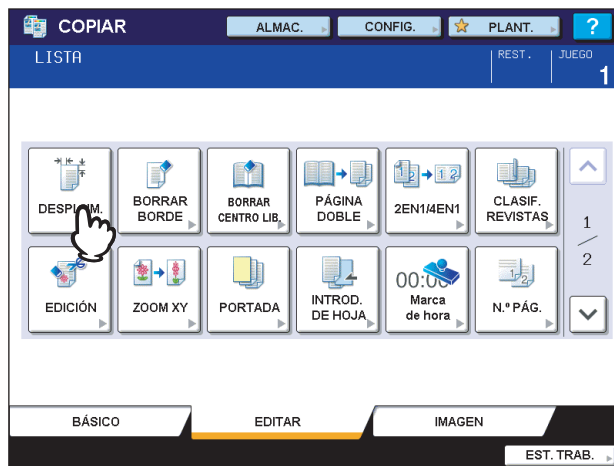 COPIAR
ALMAC.
CONFIG.
PLANT.
?
LISTA
REST.
JUEGO
1
BORRAR
BORDE
BORRAR
CENTRO LIB.
PÁGINA
DOBLE
2EN1/4EN1
CLASIF.
REVISTAS
1
2
EDICIÓN
ZOOM XY
PORTADA
INTROD.
DE HOJA
Marca
de hora
N.º PÁG.
BÁSICO
EDITAR
IMAGEN
EST. TRAB.